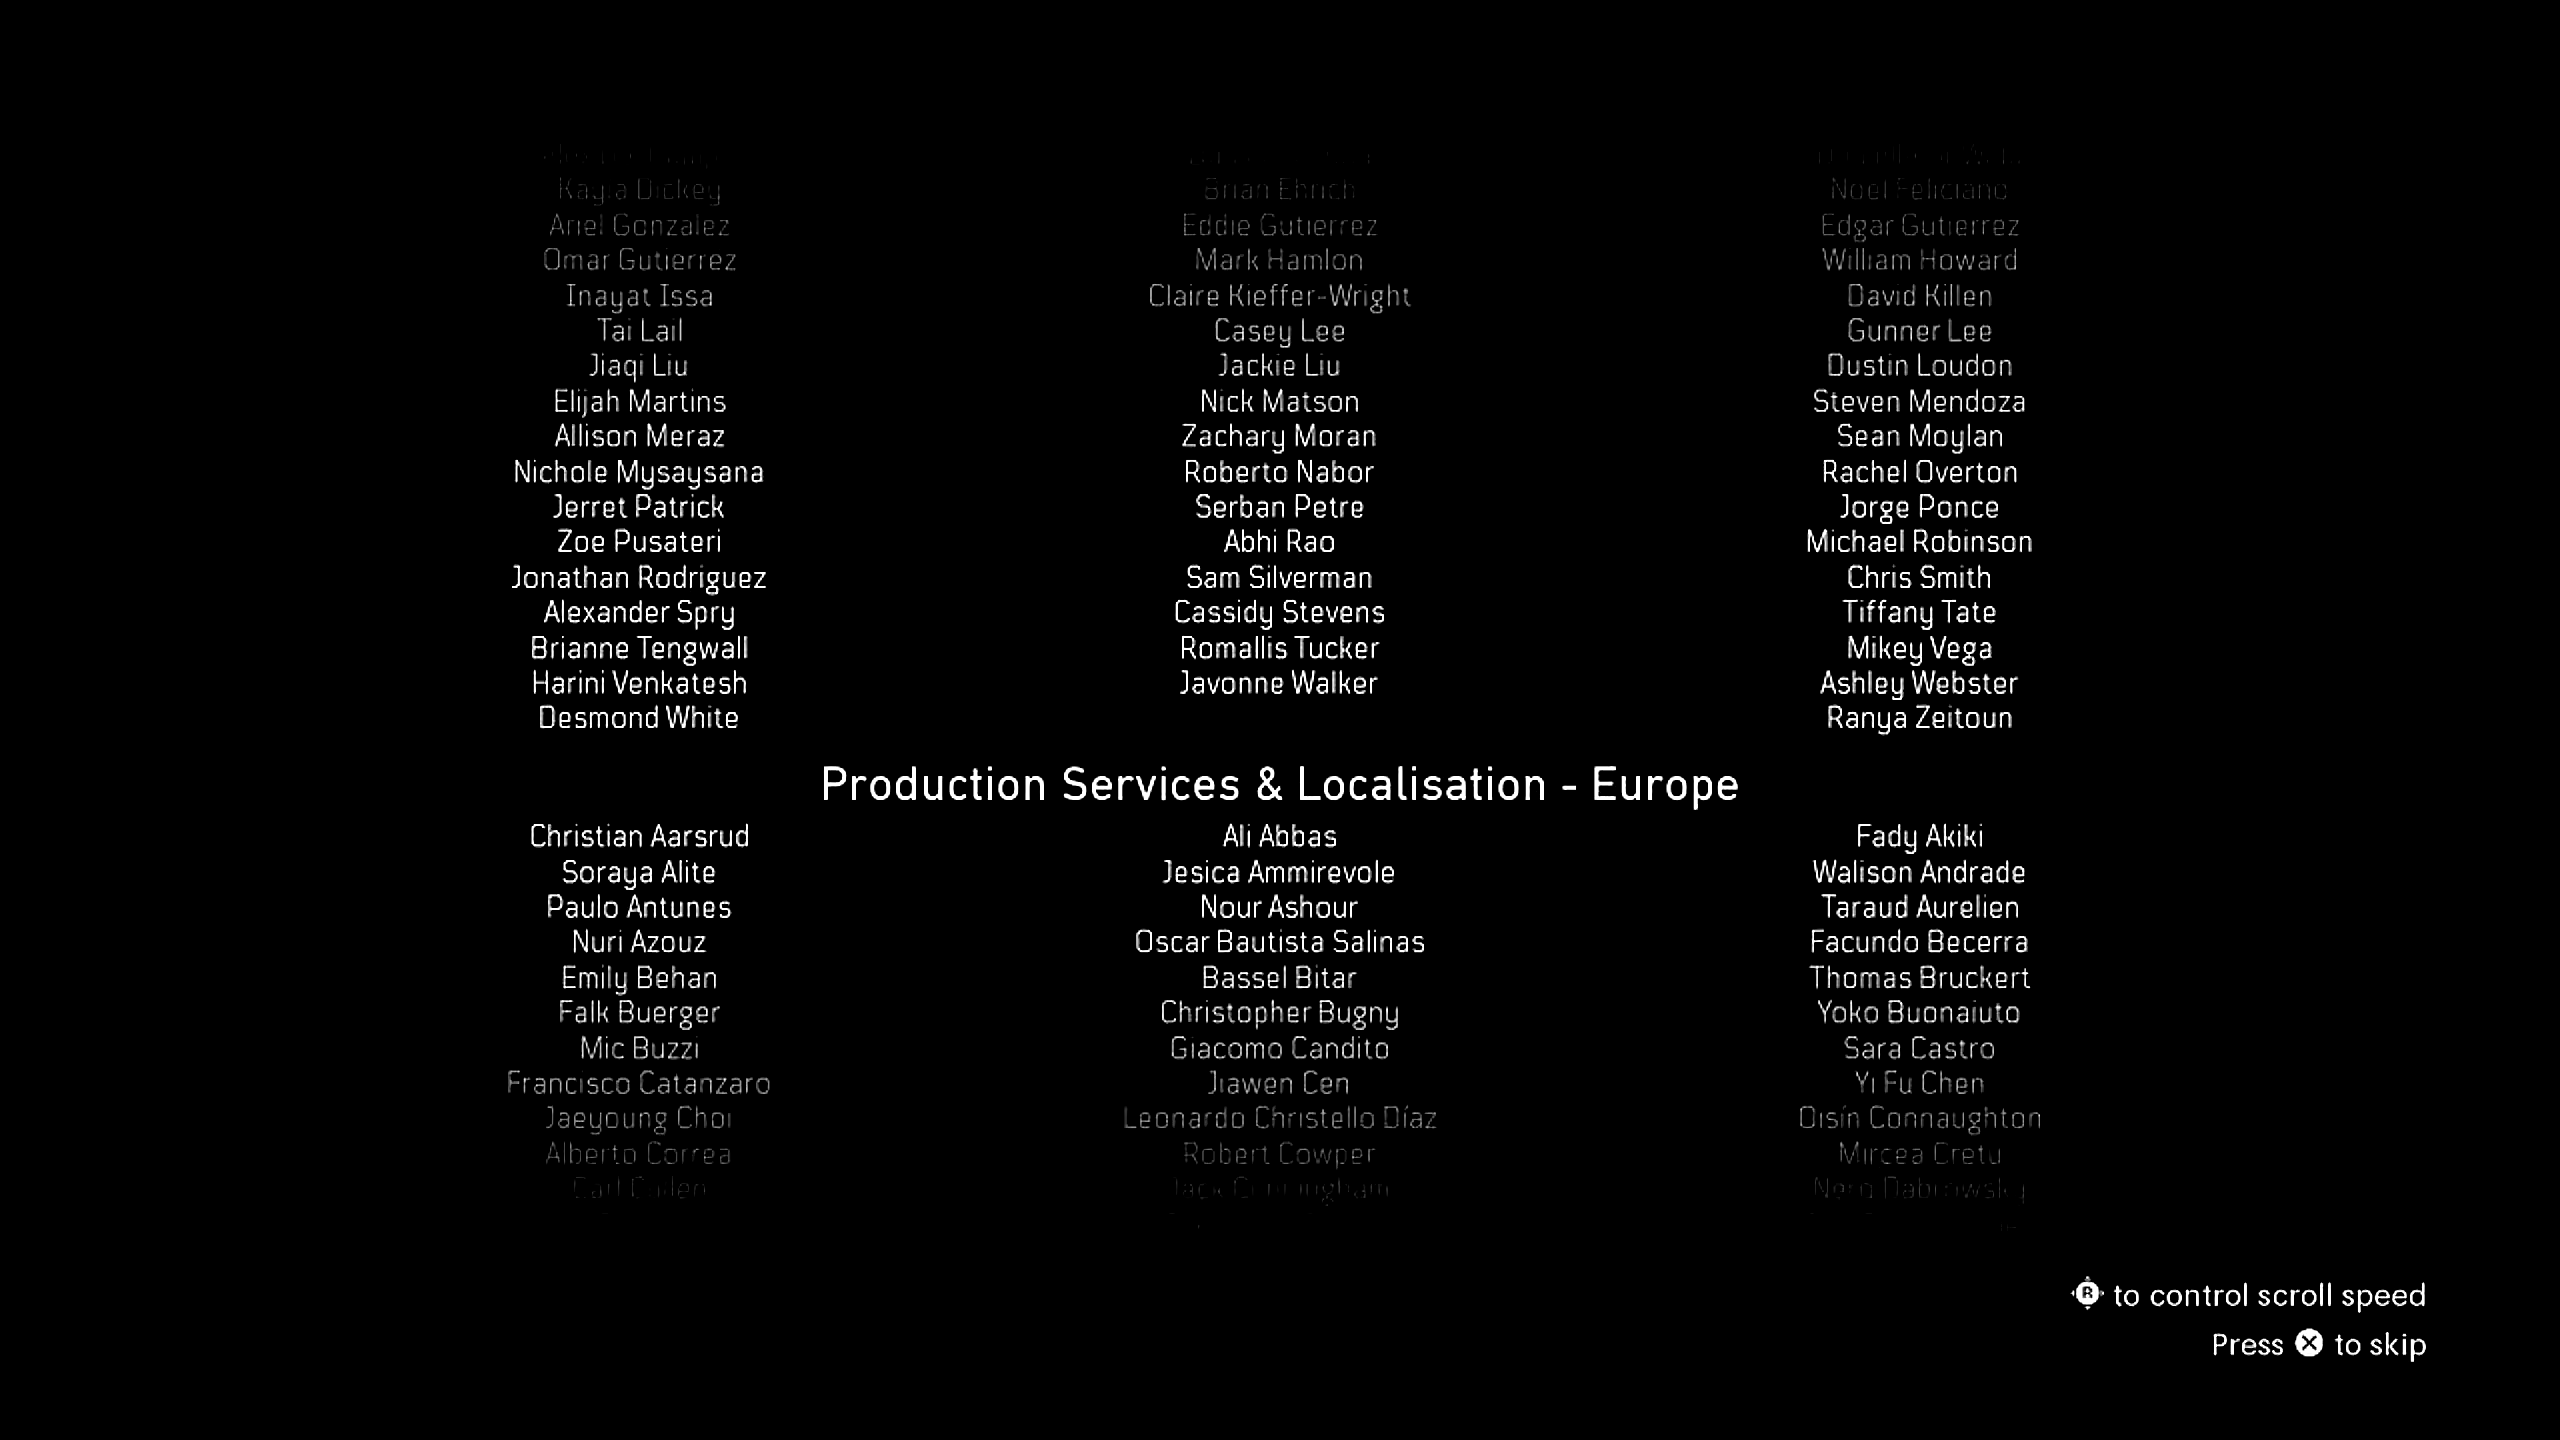 Kayla Dickey Brian Ehrich Noel Feliciano
Ariel Gonzalez Eddie Gutierrez Edgar Gutierrez
Omar Gutierrez Mark Hamlon William Howard
Inayat Issa Claire Kieffer-Wright David Killen
Tai Lail Casey Lee Gunner Lee
Jiaqi Liu Jackie Liu Dustin Loudon
Elijah Martins Nick Matson Steven Mendoza
Allison Meraz Zachary Moran Sean Moylan
Nichole Mysaysana Roberto Nabor Rachel Overton
Jerret Patrick Serban Petre Jorge Ponce
Zoe Pusateri Abhi Rao Michael Robinson
Jonathan Rodriguez Sam Silverman Chris Smith
Alexander Spry Cassidy Stevens Tiffany Tate
Brianne Tengwall Romallis Tucker Mikey Vega
Harini Venkatesh Javonne Walker Ashley Webster
Desmond White Ranya Zeitoun
Production Services & Localisation - Europe
Christian Aarsrud Ali Abbas Fady Akiki
Soraya Alite Jesica Ammirevole Walison Andrade
Paulo Antunes Nour Ashour Taraud Aurelien
Nuri Azouz Oscar Bautista Salinas Facundo Becerra
Emily Behan Bassel Bitar Thomas Bruckert
Falk Buerger Christopher Bugny Yoko Buonaiuto
Mic Buzzi Giacomo Candito Sara Castro
Francisco Catanzaro Jiawen Cen Yi Fu Chen
Jaeyoung Choi Leonardo Christello Díaz Oisín Connaughton
Alberto Correa Robert Cowper Mircea Cretu
Jack Cunningham
R to control scroll speed
Press X to skip